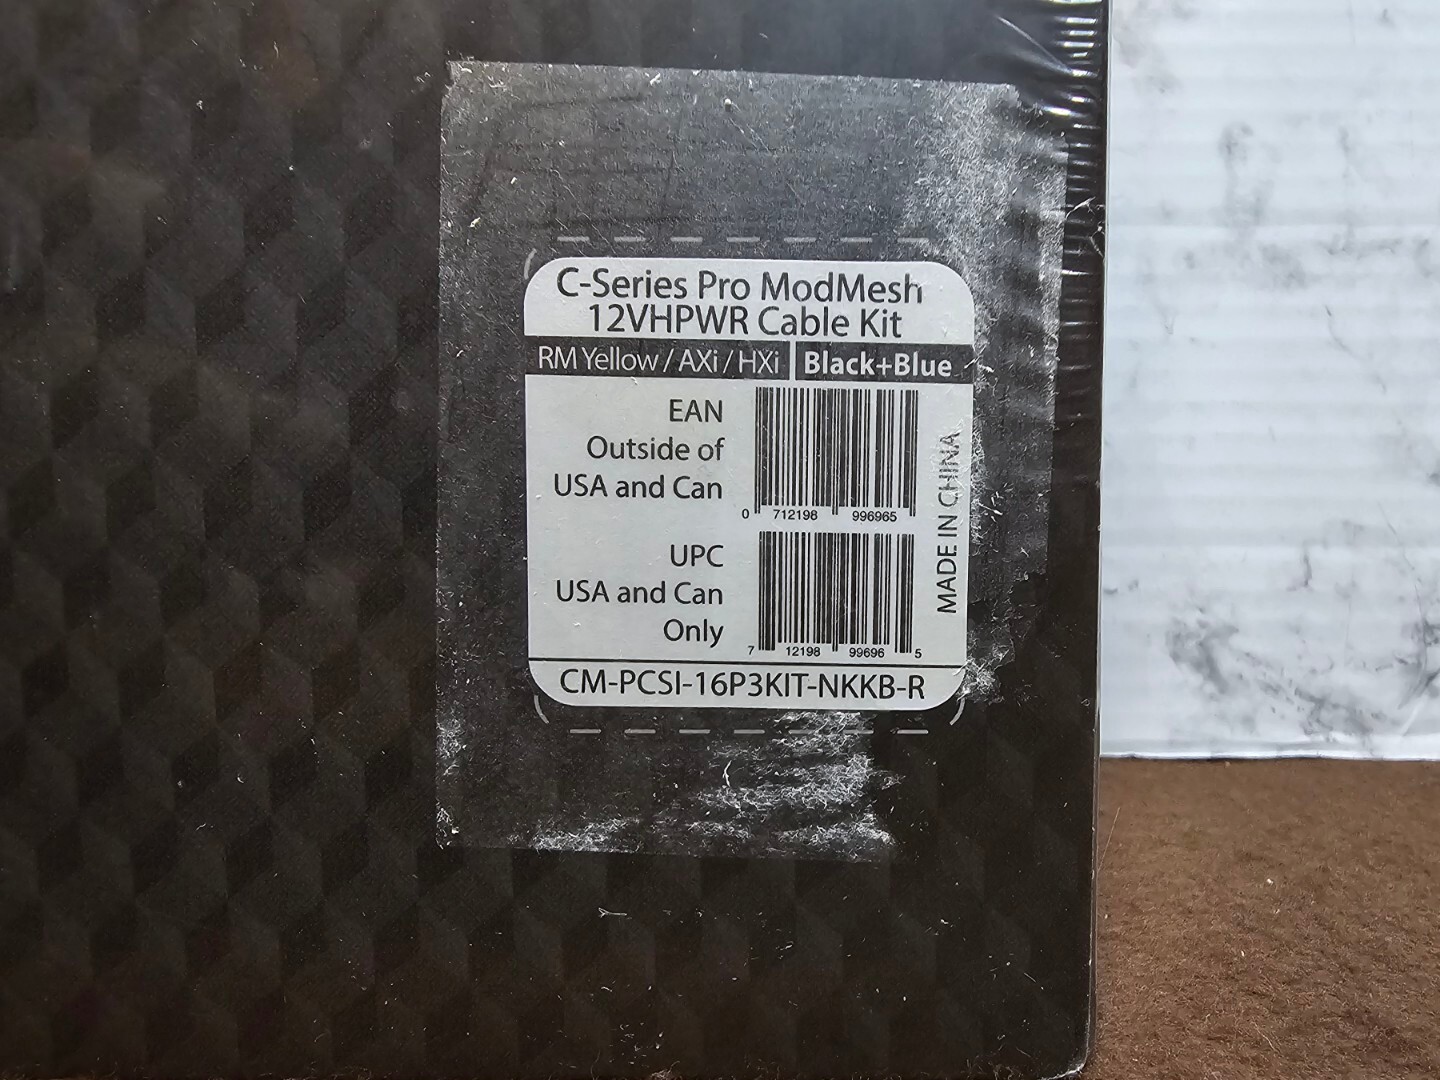 C-Series Pro ModMesh
12VHPWR Cable Kit
RM Yellow / AXi / HXi | Black+Blue
EAN
Outside of
USA and Can
0 712198 996965
UPC
USA and Can
Only
7 12198 99696 5
MADE IN CHINA
CM-PCSI-16P3KIT-NKKB-R